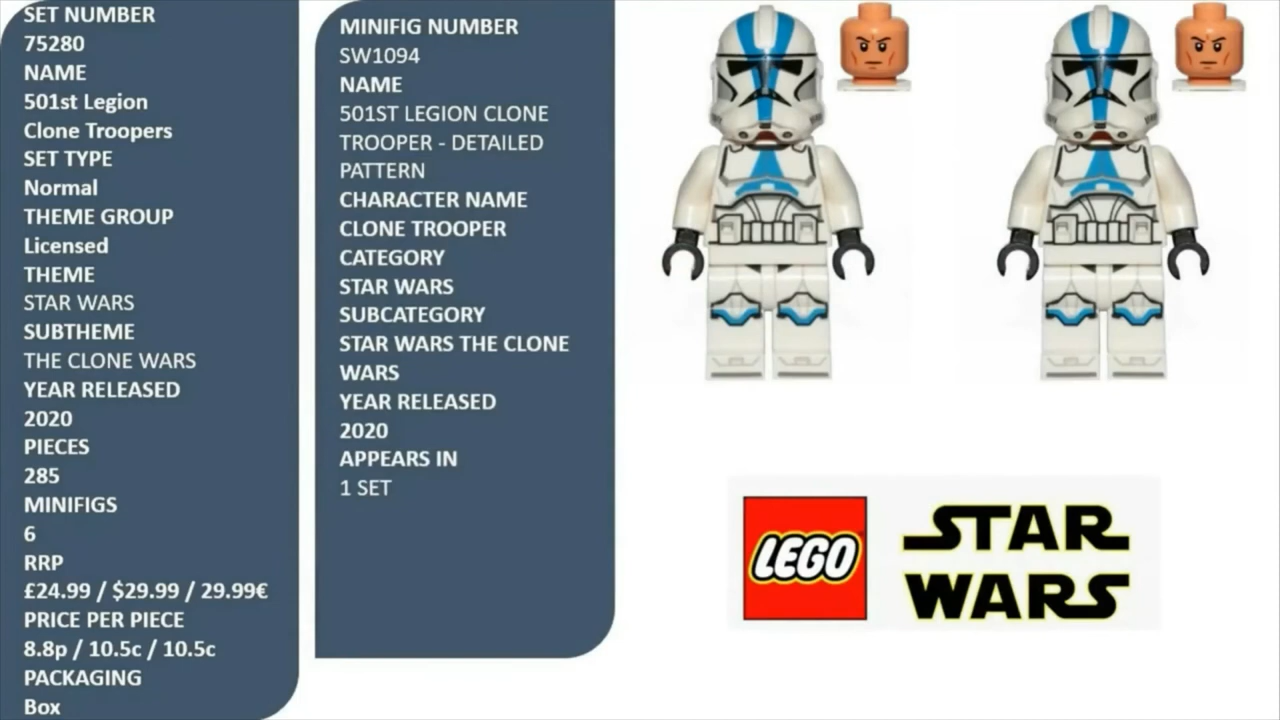 SET NUMBER
75280
NAME
501st Legion
Clone Troopers
SET TYPE
Normal
THEME GROUP
Licensed
THEME
STAR WARS
SUBTHEME
THE CLONE WARS
YEAR RELEASED
2020
PIECES
285
MINIFIGS
6
RRP
£24.99 / $29.99 / 29.99€
PRICE PER PIECE
8.8p / 10.5c / 10.5c
PACKAGING
Box
MINIFIG NUMBER
SW1094
NAME
501ST LEGION CLONE
TROOPER - DETAILED
PATTERN
CHARACTER NAME
CLONE TROOPER
CATEGORY
STAR WARS
SUBCATEGORY
STAR WARS THE CLONE
WARS
YEAR RELEASED
2020
APPEARS IN
1 SET
LEGO
STAR
WARS